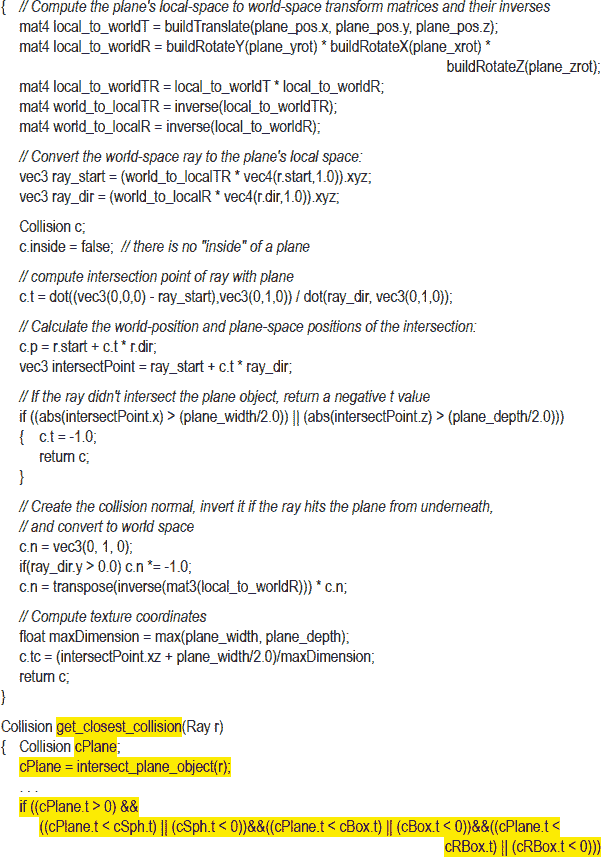 { // Compute the plane's local-space to world-space transform matrices and their inverses
mat4 local_to_worldT = buildTranslate(plane_pos.x, plane_pos.y, plane_pos.z);
mat4 local_to_worldR = buildRotateY(plane_yrot) * buildRotateX(plane_xrot) *
buildRotateZ(plane_zrot);
mat4 local_to_worldTR = local_to_worldT * local_to_worldR;
mat4 world_to_localTR = inverse(local_to_worldTR);
mat4 world_to_localR = inverse(local_to_worldR);
// Convert the world-space ray to the plane's local space:
vec3 ray_start = (world_to_localTR * vec4(r.start,1.0)).xyz;
vec3 ray_dir = (world_to_localR * vec4(r.dir,1.0)).xyz;
Collision c;
c.inside = false; // there is no "inside" of a plane
// compute intersection point of ray with plane
c.t = dot((vec3(0,0,0) - ray_start),vec3(0,1,0)) / dot(ray_dir, vec3(0,1,0));
// Calculate the world-position and plane-space positions of the intersection:
c.p = r.start + c.t * r.dir;
vec3 intersectPoint = ray_start + c.t * ray_dir;
// If the ray didn't intersect the plane object, return a negative t value
if ((abs(intersectPoint.x) > (plane_width/2.0)) || (abs(intersectPoint.z) > (plane_depth/2.0)))
{ c.t = -1.0;
return c;
}
// Create the collision normal, invert it if the ray hits the plane from underneath,
// and convert to world space
c.n = vec3(0, 1, 0);
if(ray_dir.y > 0.0) c.n *= -1.0;
c.n = transpose(inverse(mat3(local_to_worldR))) * c.n;
// Compute texture coordinates
float maxDimension = max(plane_width, plane_depth);
c.tc = (intersectPoint.xz + plane_width/2.0)/maxDimension;
return c;
}
Collision get_closest_collision(Ray r)
{ Collision cPlane;
cPlane = intersect_plane_object(r);
. . .
if ((cPlane.t > 0) &&
((cPlane.t < cSph.t) || (cSph.t < 0))&&((cPlane.t < cBox.t) || (cBox.t < 0))&&((cPlane.t <
cRBox.t) || (cRBox.t < 0)))